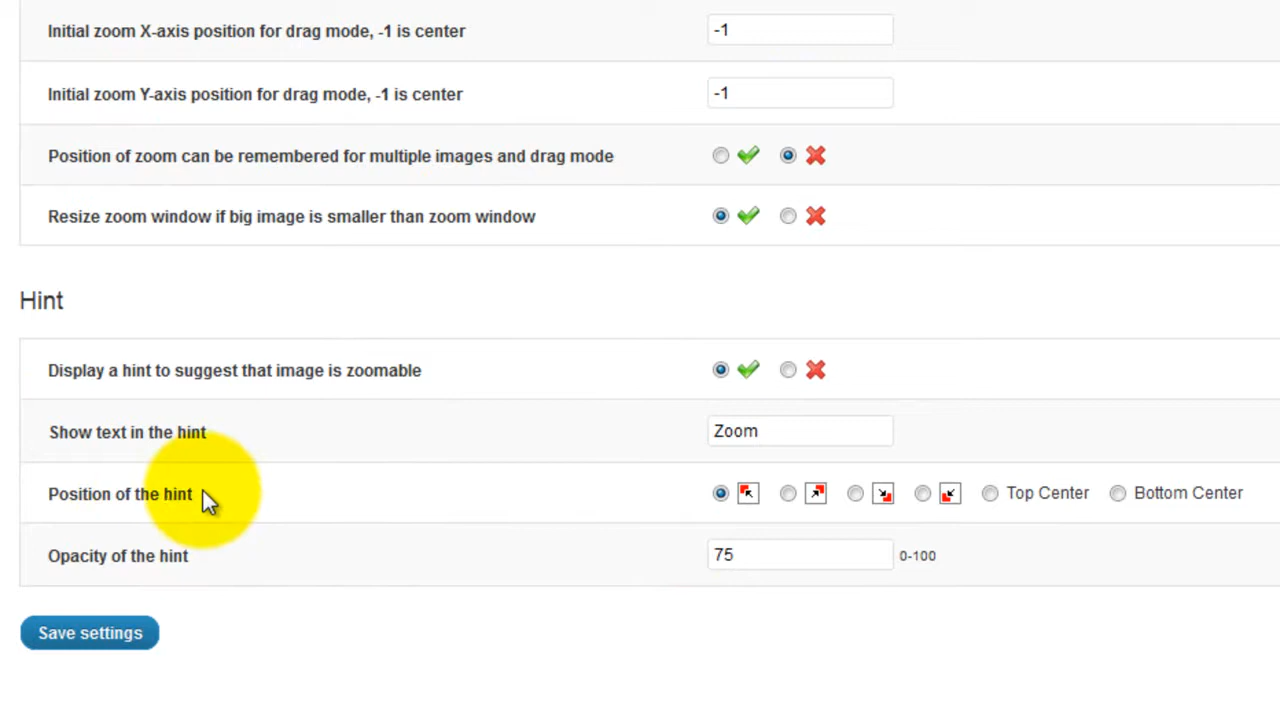 Initial zoom X-axis position for drag mode, -1 is center -1
Initial zoom Y-axis position for drag mode, -1 is center -1
Position of zoom can be remembered for multiple images and drag mode
Resize zoom window if big image is smaller than zoom window
Hint
Display a hint to suggest that image is zoomable
Show text in the hint Zoom
Position of the hint Top Center Bottom Center
Opacity of the hint 75 0-100
Save settings